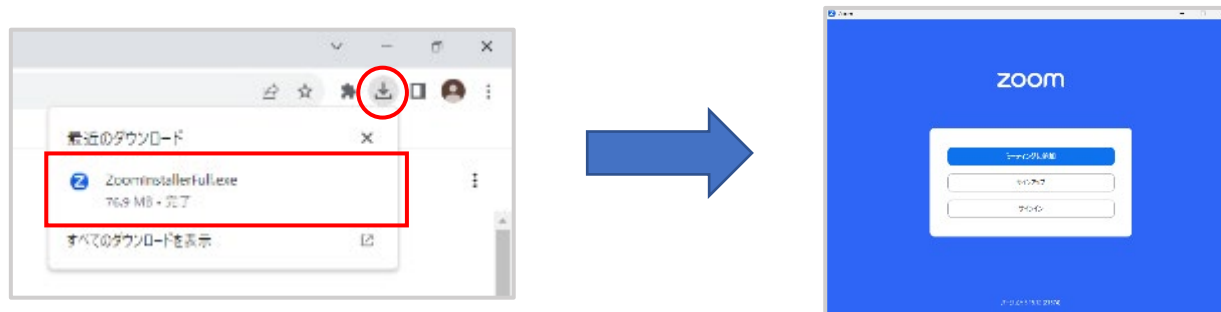 最近のダウンロード
ZoomInstallerFull.exe
76.9 MB • 完了
すべてのダウンロードを表示
Zoom
zoom
ミーティングに参加
サインアップ
サインイン